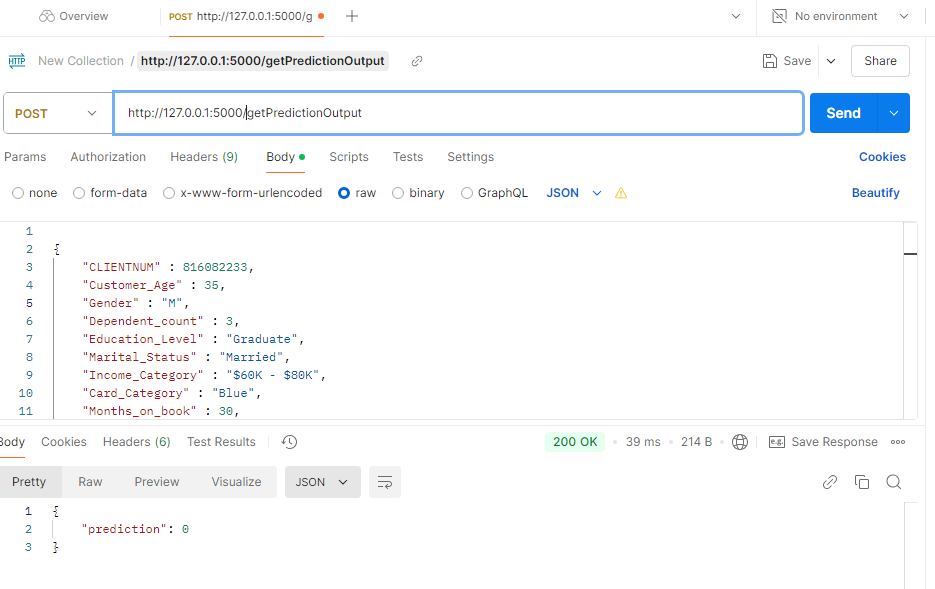 Overview
POST http://127.0.0.1:5000/g
No environment
HTTP New Collection / http://127.0.0.1:5000/getPredictionOutput
Save
Share
POST
http://127.0.0.1:5000/getPredictionOutput
Send
Params Authorization Headers (9) Body Scripts Tests Settings Cookies
none form-data x-www-form-urlencoded raw binary GraphQL JSON Beautify
1
2 {
3 "CLIENTNUM" : 816082233,
4 "Customer_Age" : 35,
5 "Gender" : "M",
6 "Dependent_count" : 3,
7 "Education_Level" : "Graduate",
8 "Marital_Status" : "Married",
9 "Income_Category" : "$60K - $80K",
10 "Card_Category" : "Blue",
11 "Months_on_book" : 30,
Body Cookies Headers (6) Test Results 200 OK 39 ms 214 B e.g. Save Response
Pretty Raw Preview Visualize JSON
1 {
2 "prediction": 0
3 }